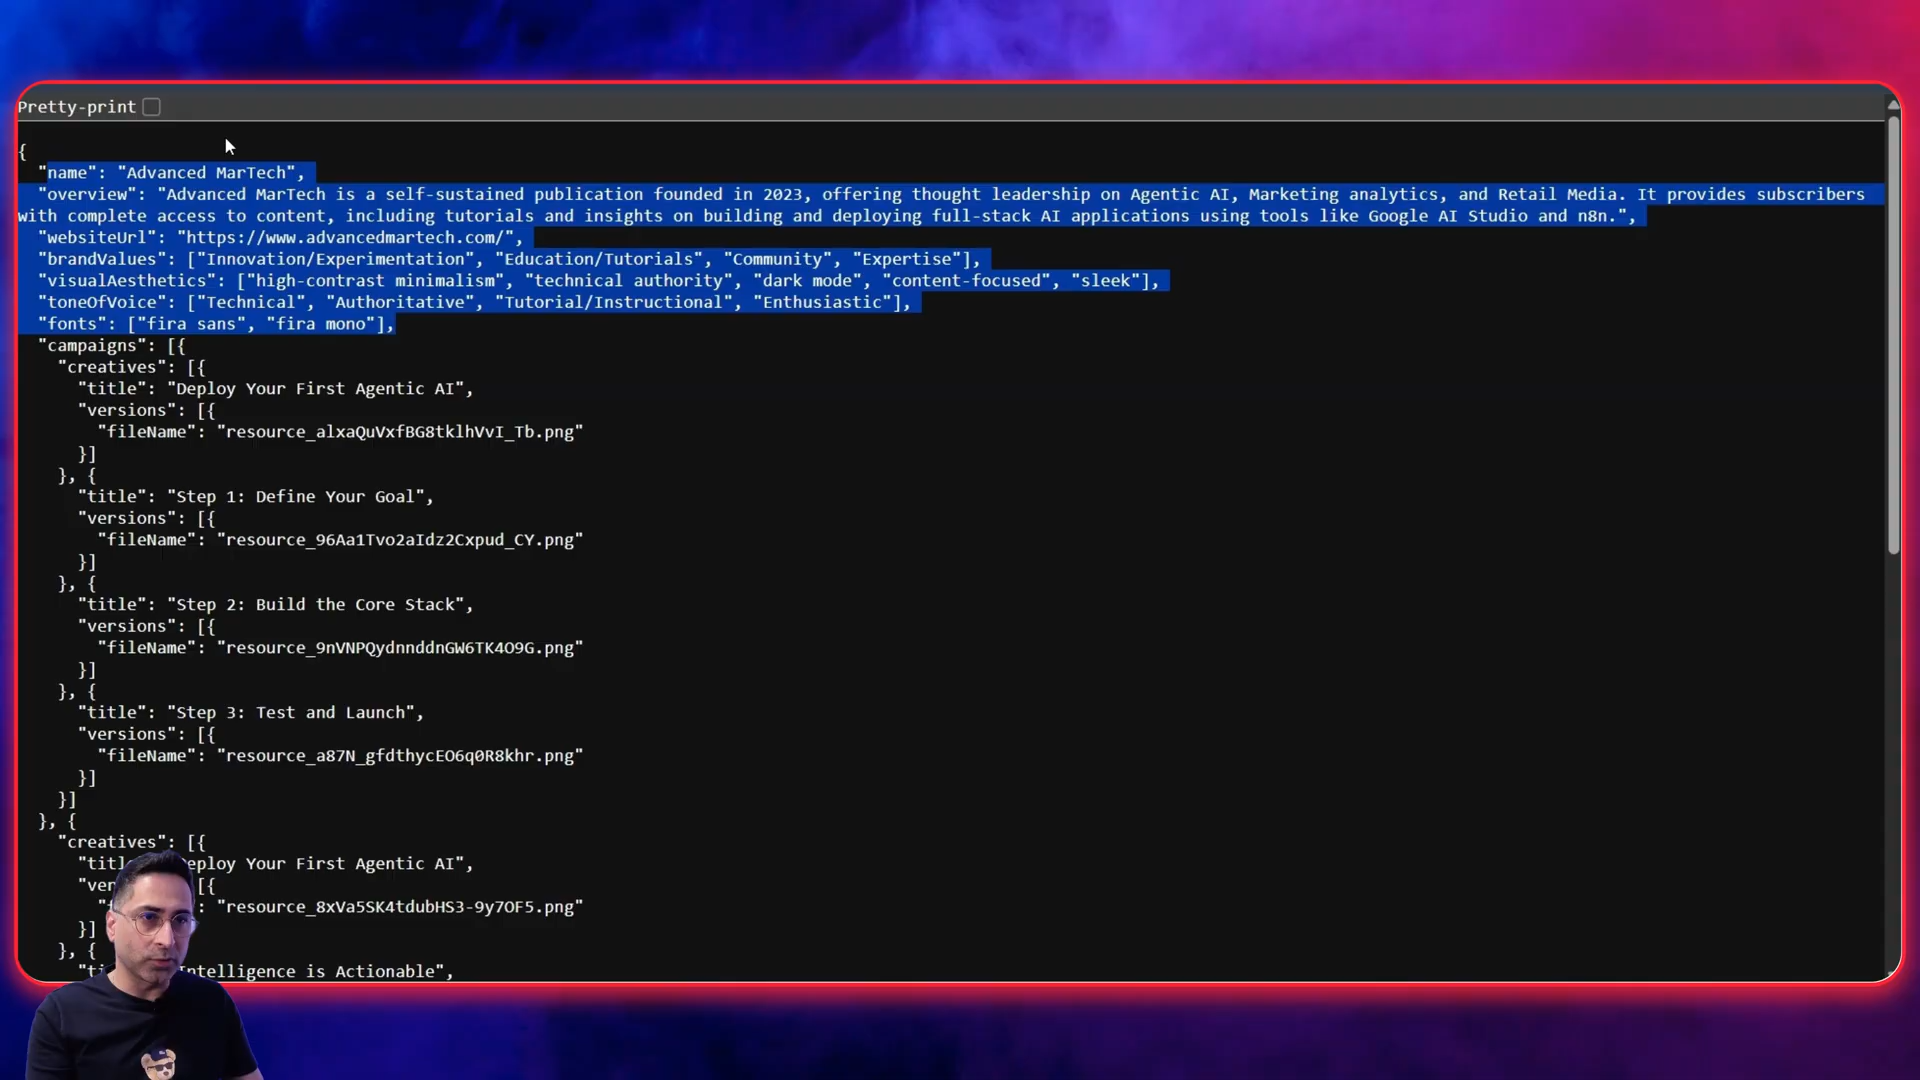 Pretty-print
{
"name": "Advanced MarTech",
"overview": "Advanced MarTech is a self-sustained publication founded in 2023, offering thought leadership on Agentic AI, Marketing analytics, and Retail Media. It provides subscribers
with complete access to content, including tutorials and insights on building and deploying full-stack AI applications using tools like Google AI Studio and n8n.",
"websiteUrl": "https://www.advancedmartech.com/",
"brandValues": ["Innovation/Experimentation", "Education/Tutorials", "Community", "Expertise"],
"visualAesthetics": ["high-contrast minimalism", "technical authority", "dark mode", "content-focused", "sleek"],
"toneOfVoice": ["Technical", "Authoritative", "Tutorial/Instructional", "Enthusiastic"],
"fonts": ["fira sans", "fira mono"],
"campaigns": [{
"creatives": [{
"title": "Deploy Your First Agentic AI",
"versions": [{
"fileName": "resource_alxaQuVxfBG8tklhVvI_Tb.png"
}]
}, {
"title": "Step 1: Define Your Goal",
"versions": [{
"fileName": "resource_96Aa1Tvo2aIdz2Cxpud_CY.png"
}]
}, {
"title": "Step 2: Build the Core Stack",
"versions": [{
"fileName": "resource_9nVNPQydnnddnGW6TK4O9G.png"
}]
}, {
"title": "Step 3: Test and Launch",
"versions": [{
"fileName": "resource_a87N_gfdthycEO6q0R8khr.png"
}]
}]
}, {
"creatives": [{
"titl eploy Your First Agentic AI",
"ver [{
": "resource_8xVa5SK4tdubHS3-9y7OF5.png"
}]
}, {
"ti Intelligence is Actionable",